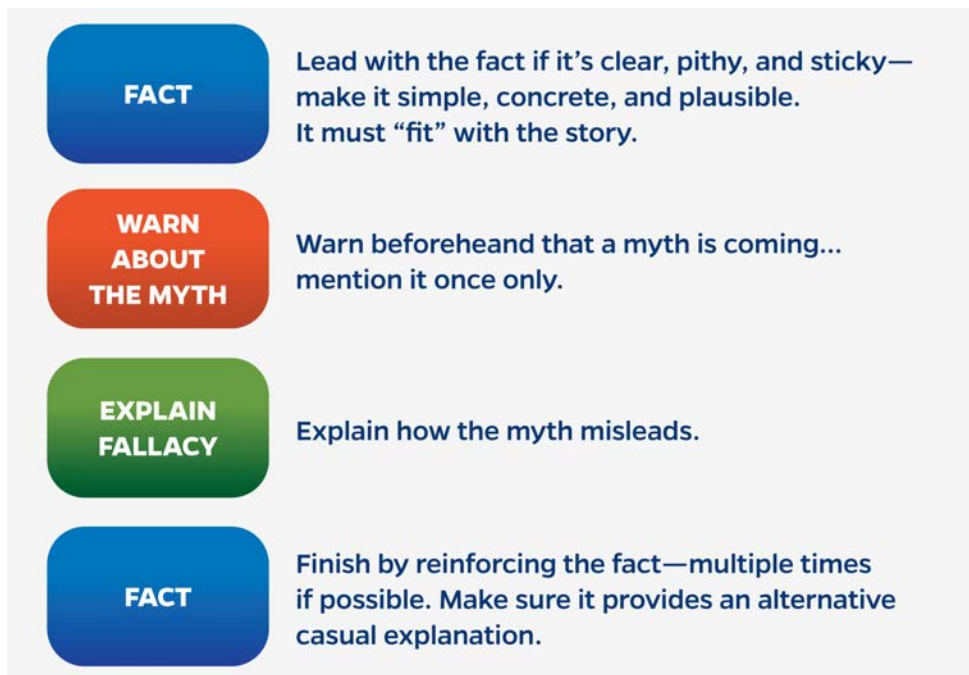 FACT
Lead with the fact if it's clear, pithy, and sticky—
make it simple, concrete, and plausible.
It must “fit” with the story.
WARN
ABOUT
THE MYTH
Warn beforeheand that a myth is coming...
mention it once only.
EXPLAIN
FALLACY
Explain how the myth misleads.
FACT
Finish by reinforcing the fact—multiple times
if possible. Make sure it provides an alternative
casual explanation.